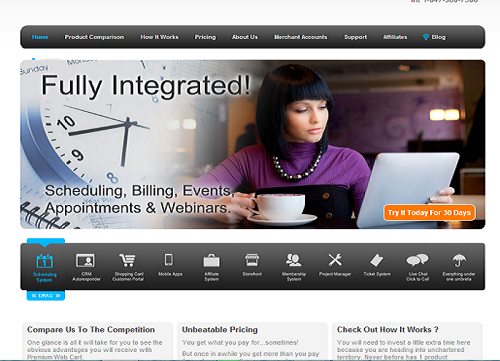 Home Product Comparison How It Works Pricing About Us Merchant Accounts Support Affiliates Blog
Fully Integrated!
Scheduling, Billing, Events,
Appointments & Webinars.
Try It Today For 30 Days
Scheduling System
CRM Autoresponder
Shopping Cart/ Customer Portal
Mobile Apps
Affiliate System
Storefront
Membership System
Project Manager
Ticket System
Live Chat Click to Call
Everything under one umbrella
« DRAG »
Compare Us To The Competition
One glance is all it will take for you to see the
obvious advantages you will receive with
Premium Web Cart.
Unbeatable Pricing
You get what you pay for...sometimes!
But once in awhile you get more than you pay
Check Out How It Works ?
You will need to invest a little extra time here
because you are heading into unchartered
territory. Never before has 1 product